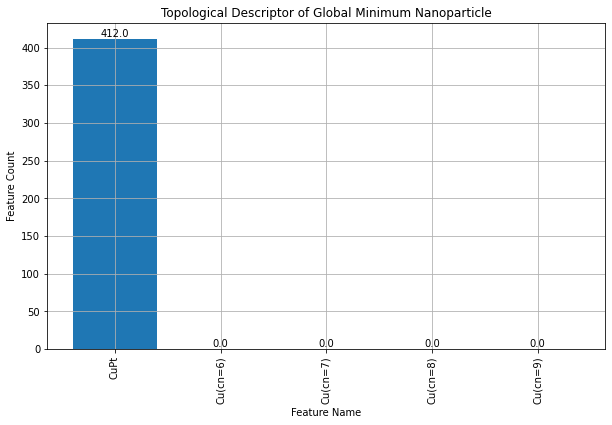 Topological Descriptor of Global Minimum Nanoparticle
412.0
400
350
300
250
200
150
100
50
0
0.0 0.0 0.0 0.0
Feature Count
CuPt
Cu(cn=6)
Cu(cn=7)
Cu(cn=8)
Cu(cn=9)
Feature Name